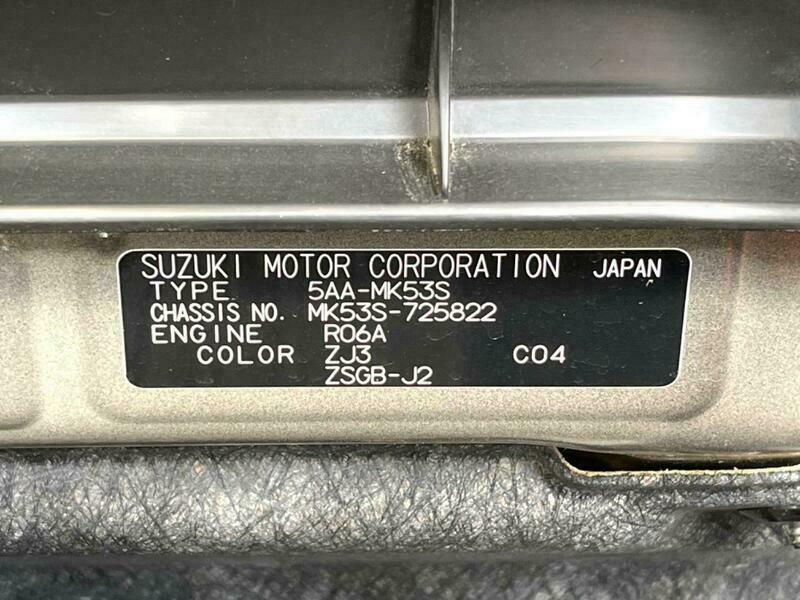 SUZUKI MOTOR CORPORATION JAPAN
TYPE 5AA-MK53S
CHASSIS NO. MK53S-725822
ENGINE R06A
COLOR ZJ3 C04
ZSGB-J2